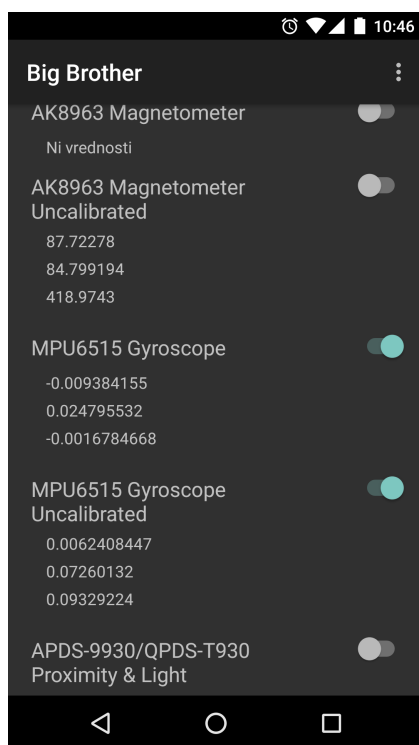 10:46
Big Brother
AK8963 Magnetometer
Ni vrednosti
AK8963 Magnetometer
Uncalibrated
87.72278
84.799194
418.9743
MPU6515 Gyroscope
-0.009384155
0.024795532
-0.0016784668
MPU6515 Gyroscope
Uncalibrated
0.0062408447
0.07260132
0.09329224
APDS-9930/QPDS-T930
Proximity & Light